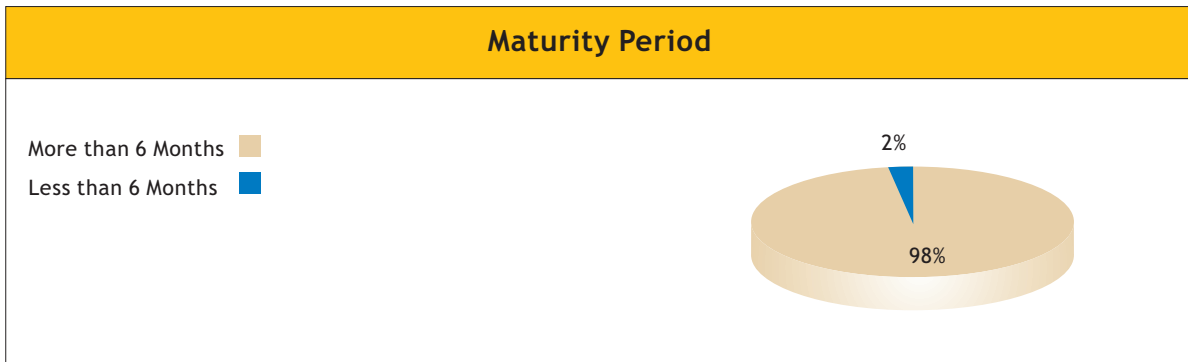 Maturity Period
More than 6 Months
Less than 6 Months
2%
98%